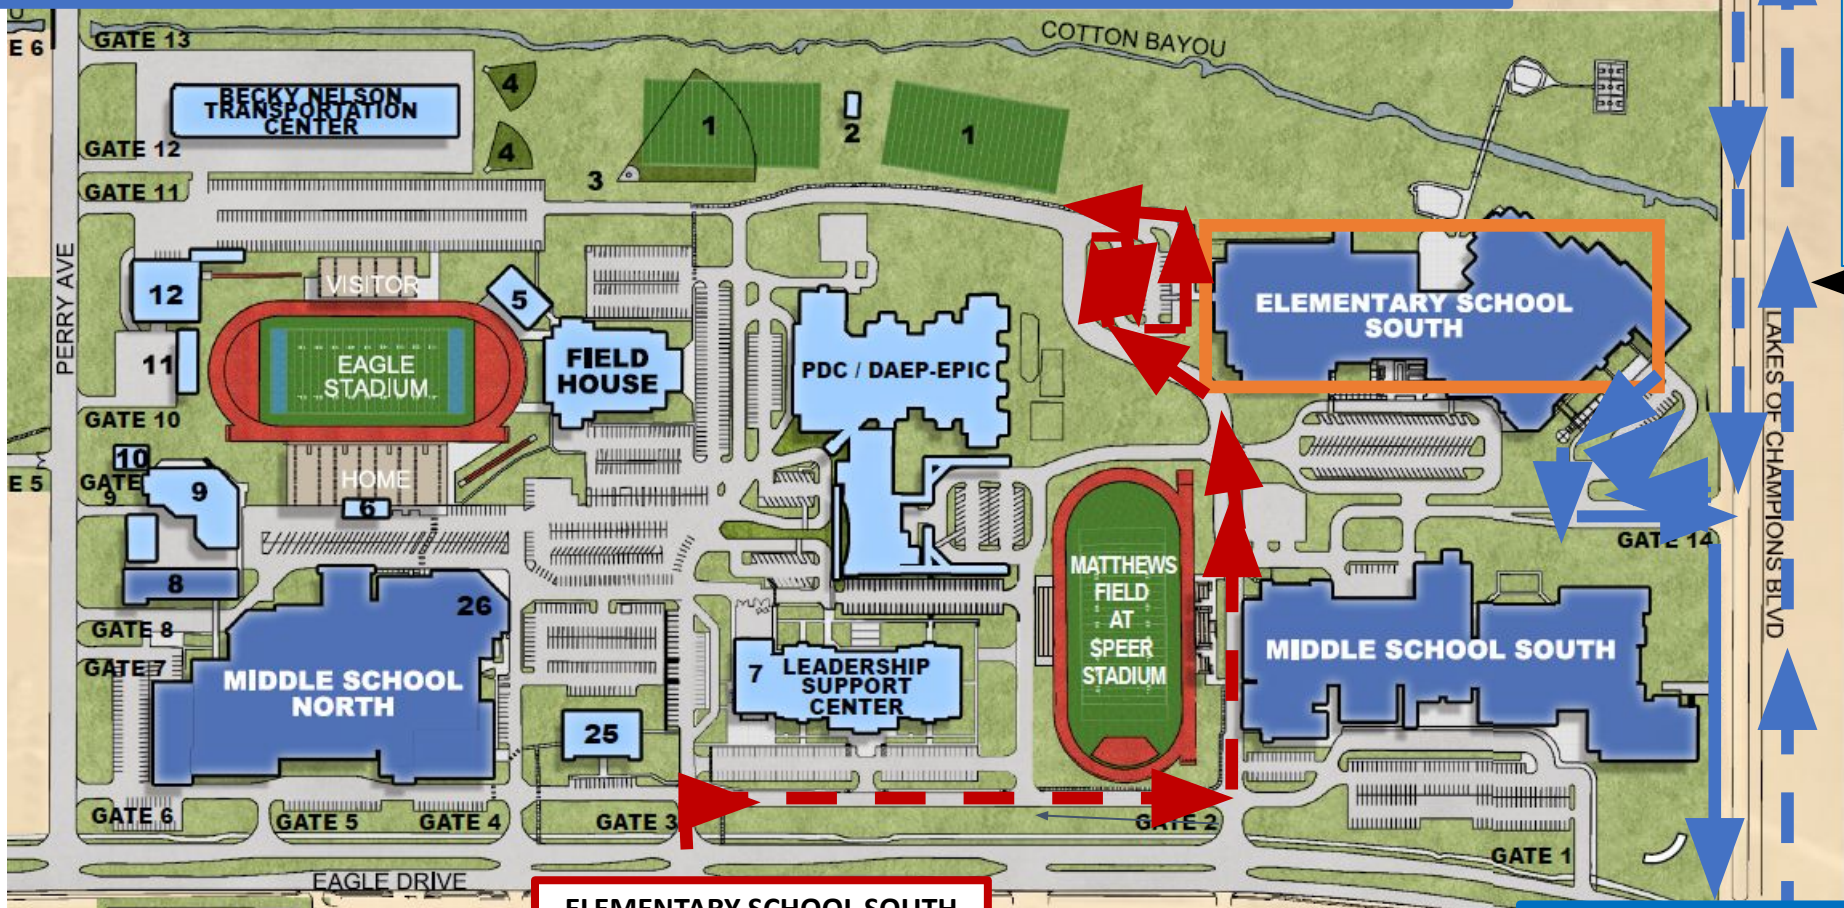 E 6
GATE 13
COTTON BAYOU
BECKY NELSON
TRANSPORTATION
CENTER
4
4
1
2
1
3
GATE 12
GATE 11
PERRY AVE
12
VISITOR
5
11
EAGLE
STADIUM
FIELD
HOUSE
PDC / DAEP-EPIC
ELEMENTARY SCHOOL
SOUTH
LAKES OF CHAMPIONS BLVD
GATE 10
10
E 5
GATE
9
9
HOME
6
GATE 14
8
26
GATE 8
GATE 7
MIDDLE SCHOOL
NORTH
7
LEADERSHIP
SUPPORT
CENTER
MATTHEWS
FIELD
AT
SPEER
STADIUM
MIDDLE SCHOOL SOUTH
25
GATE 6
GATE 5
GATE 4
GATE 3
GATE 2
GATE 1
EAGLE DRIVE
ELEMENTARY SCHOOL SOUTH